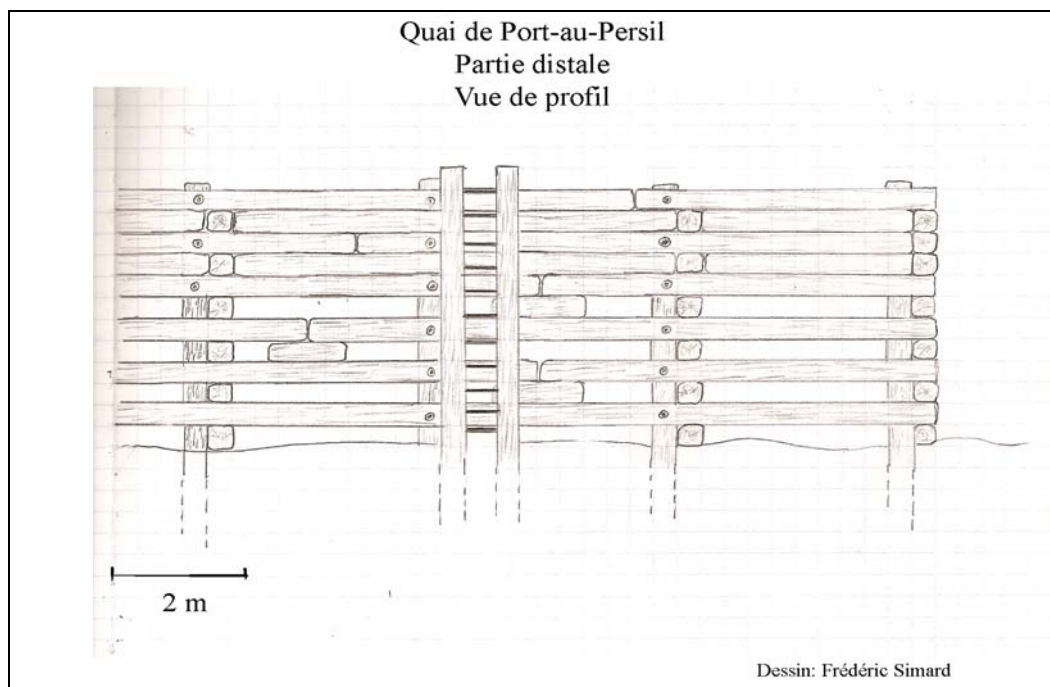 Quai de Port-au-Persil
Partie distale
Vue de profil
2 m
Dessin: Frédéric Simard